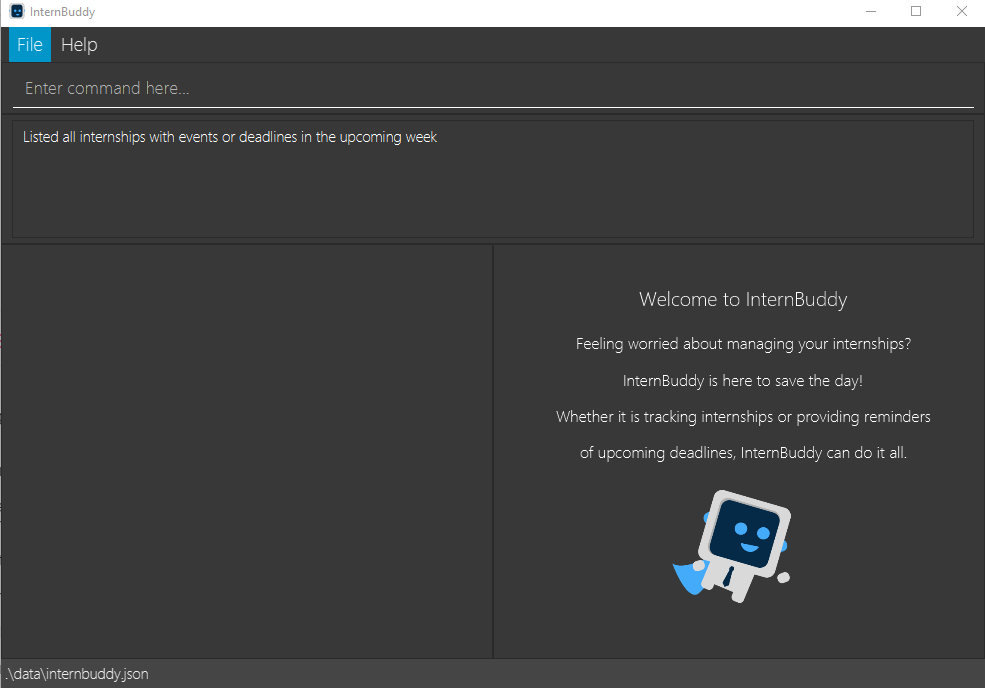 InternBuddy
File Help
Enter command here...
Listed all internships with events or deadlines in the upcoming week
Welcome to InternBuddy
Feeling worried about managing your internships?
InternBuddy is here to save the day!
Whether it is tracking internships or providing reminders
of upcoming deadlines, InternBuddy can do it all.
.\data\internbuddy.json